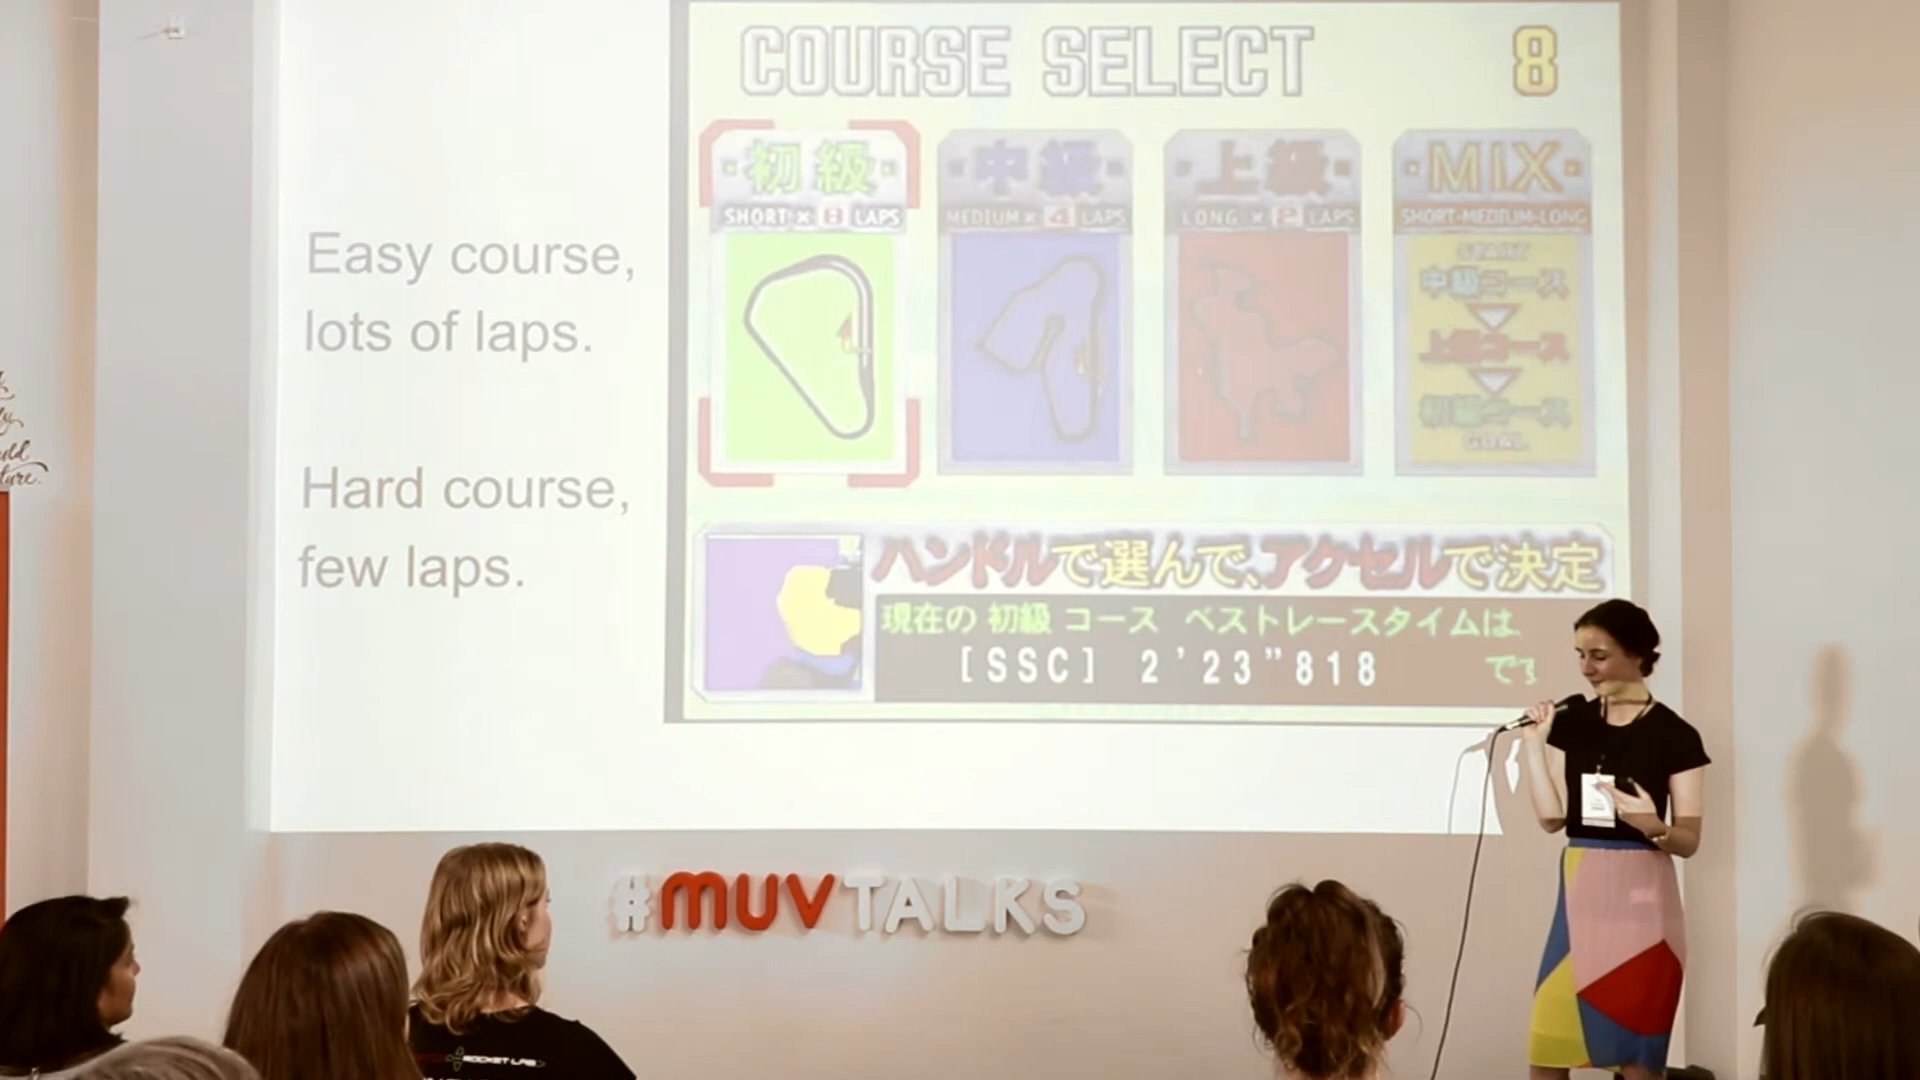 COURSE SELECT 8
・初級・
SHORT × 8 LAPS
・中級・
MEDIUM × 4 LAPS
・上級・
LONG × 2 LAPS
・MIX・
SHORT-MEDIUM-LONG
START
中級コース
上級コース
初級コース
GOAL
Easy course,
lots of laps.
Hard course,
few laps.
ハンドルで選んで、アクセルで決定
現在の 初級 コース ベストレースタイムは
[SSC] 2'23"818 です
#MUVTALKS
ROCKET LAB